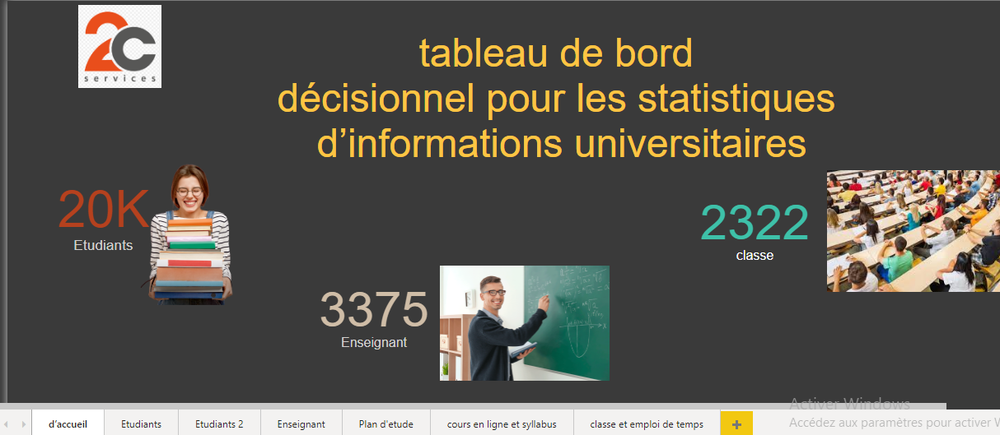 2c
services
tableau de bord
décisionnel pour les statistiques
d’informations universitaires
20K
Etudiants
2322
classe
3375
Enseignant
Activer Windows
Accédez aux paramètres pour activer W
d'accueil
Etudiants
Etudiants 2
Enseignant
Plan d'etude
cours en ligne et syllabus
classe et emploi de temps
+